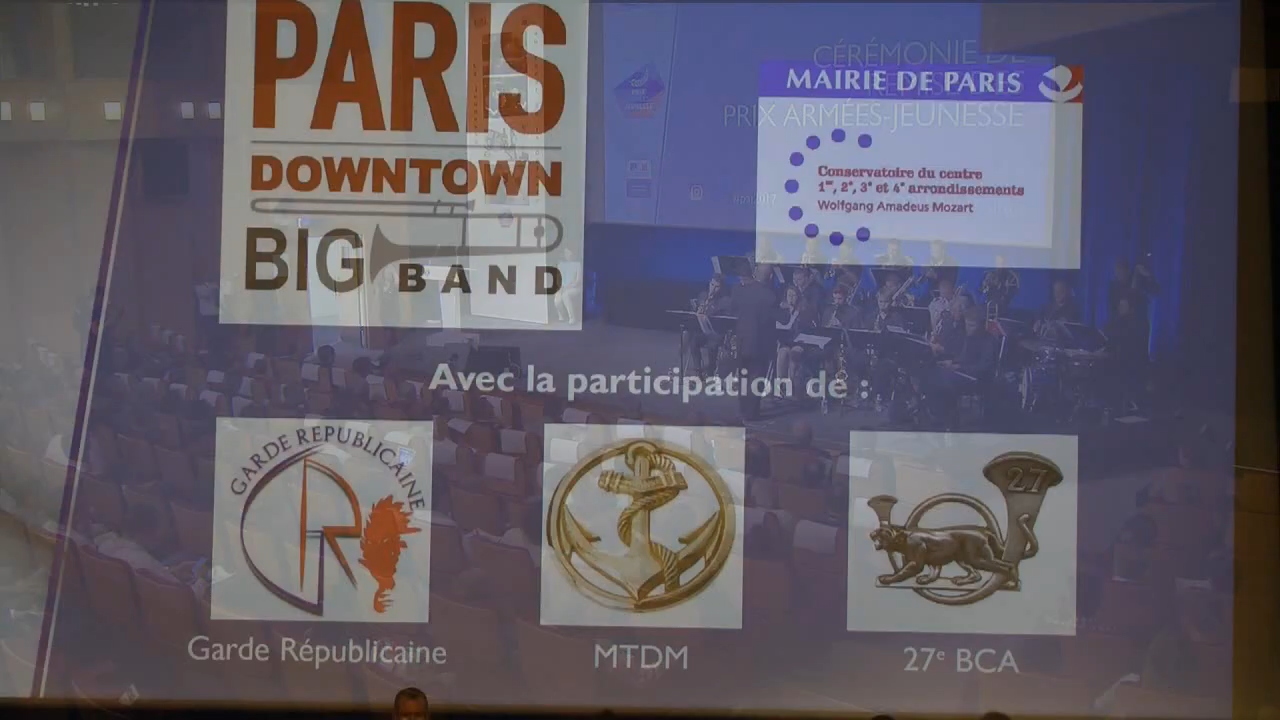 PARIS
DOWNTOWN
BIG BAND
CÉRÉMONIE DE
PRIX ARMÉES-JEUNESSE
MAIRIE DE PARIS
Conservatoire du centre
1er, 2e, 3e et 4e arrondissements
Wolfgang Amadeus Mozart
Avec la participation de :
GARDE REPUBLICAINE
27
Garde Républicaine
MTDM
27e BCA